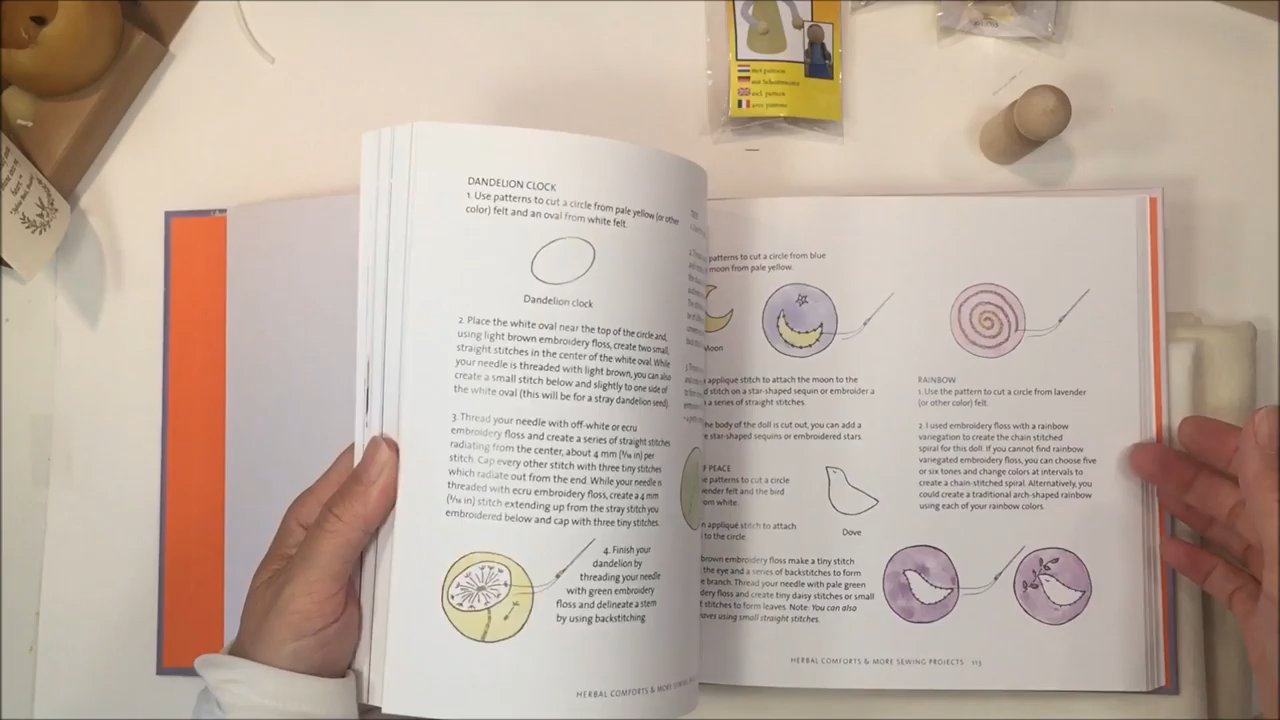 met patroon
incl. pattern
avec patrons
DANDELION CLOCK
1. Use patterns to cut a circle from pale yellow (or other
color) felt and an oval from white felt.
Dandelion clock
2. Place the white oval near the top of the circle and,
using light brown embroidery floss, create two small,
straight stitches in the center of the white oval. While
your needle is threaded with light brown, you can also
create a small stitch below and slightly to one side of
the white oval (this will be for a stray dandelion seed).
3. Thread your needle with off-white or ecru
embroidery floss and create a series of straight stitches
radiating from the center, about 4 mm (3/16 in) per
stitch. Cap every other stitch with three tiny stitches
which radiate out from the end. While your needle is
threaded with ecru embroidery floss, create a 4 mm
(3/16 in) stitch extending up from the stray stitch you
embroidered below and cap with three tiny stitches.
4. Finish your
dandelion by
threading your needle
with green embroidery
floss and delineate a stem
by using backstitching.
HERBAL COMFORTS & MORE SEWING
patterns to cut a circle from blue
moon from pale yellow.
Moon
appliqué stitch to attach the moon to the
stitch on a star-shaped sequin or embroider a
a series of straight stitches.
the body of the doll is cut out, you can add a
star-shaped sequins or embroidered stars.
PEACE
patterns to cut a circle
felt and the bird
from white.
appliqué stitch to attach
to the circle.
Dove
brown embroidery floss make a tiny stitch
the eye and a series of backstitches to form
branch. Thread your needle with pale green
floss and create tiny daisy stitches or small
stitches to form leaves. Note: You can also
using small straight stitches.
RAINBOW
1. Use the pattern to cut a circle from lavender
(or other color) felt.
2. I used embroidery floss with a rainbow
variegation to create the chain stitched
spiral for this doll. If you cannot find rainbow
variegated embroidery floss, you can choose five
or six tones and change colors at intervals to
create a chain-stitched spiral. Alternatively, you
could create a traditional arch-shaped rainbow
using each of your rainbow colors.
HERBAL COMFORTS & MORE SEWING PROJECTS 113